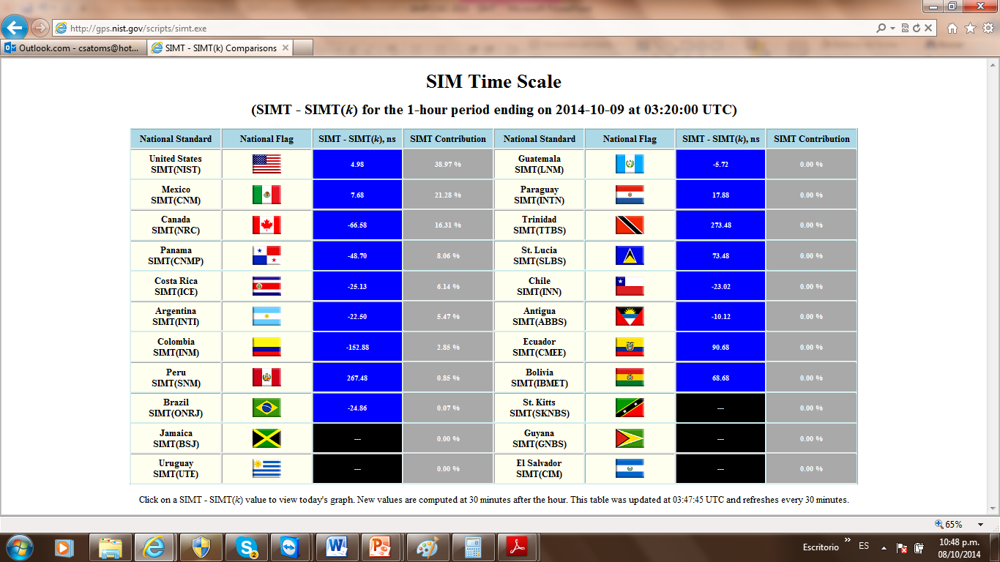 http://gps.nist.gov/scripts/simt.exe
Outlook.com - csatoms@hot...
SIMT - SIMT(k) Comparisons
SIM Time Scale
(SIMT - SIMT(k) for the 1-hour period ending on 2014-10-09 at 03:20:00 UTC)
National Standard National Flag SIMT - SIMT(k), ns SIMT Contribution National Standard National Flag SIMT - SIMT(k), ns SIMT Contribution
United States
SIMT(NIST)
4.98
38.97 %
Guatemala
SIMT(LNM)
-5.72
0.00 %
Mexico
SIMT(CNM)
7.68
21.28 %
Paraguay
SIMT(INTN)
17.88
0.00 %
Canada
SIMT(NRC)
-66.58
16.31 %
Trinidad
SIMT(TTBS)
273.48
0.00 %
Panama
SIMT(CNMP)
-48.70
8.06 %
St. Lucia
SIMT(SLBS)
73.48
0.00 %
Costa Rica
SIMT(ICE)
-25.13
6.14 %
Chile
SIMT(INN)
-23.02
0.00 %
Argentina
SIMT(INTI)
-22.50
5.47 %
Antigua
SIMT(ABBS)
-10.12
0.00 %
Colombia
SIMT(INM)
-152.88
2.85 %
Ecuador
SIMT(CMEE)
90.68
0.00 %
Peru
SIMT(SNM)
267.48
0.85 %
Bolivia
SIMT(IBMET)
68.68
0.00 %
Brazil
SIMT(ONRJ)
-24.86
0.07 %
St. Kitts
SIMT(SKNBS)
---
0.00 %
Jamaica
SIMT(BSJ)
---
0.00 %
Guyana
SIMT(GNBS)
---
0.00 %
Uruguay
SIMT(UTE)
---
0.00 %
El Salvador
SIMT(CIM)
---
0.00 %
Click on a SIMT - SIMT(k) value to view today's graph. New values are computed at 30 minutes after the hour. This table was updated at 03:47:45 UTC and refreshes every 30 minutes.
65%
2
Escritorio
ES
10:48 p.m.
08/10/2014